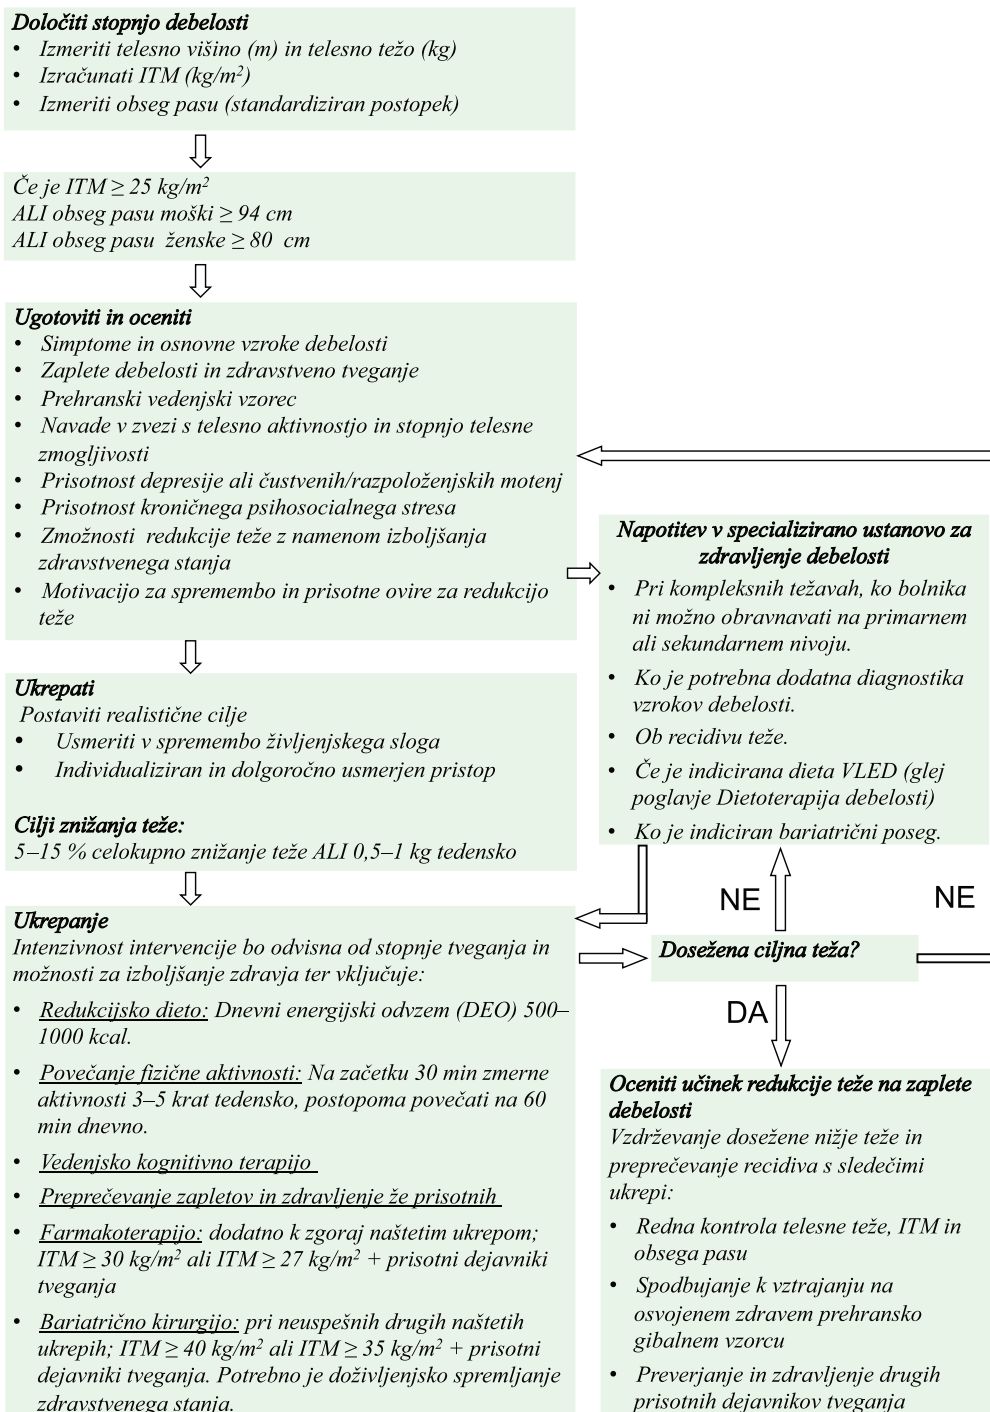 Določiti stopnjo debelosti
• Izmeriti telesno višino (m) in telesno težo (kg)
• Izračunati ITM (kg/m²)
• Izmeriti obseg pasu (standardiziran postopek)
Če je ITM ≥ 25 kg/m²
ALI obseg pasu moški ≥ 94 cm
ALI obseg pasu ženske ≥ 80 cm
Ugotoviti in oceniti
• Simptome in osnovne vzroke debelosti
• Zaplete debelosti in zdravstveno tveganje
• Prehranski vedenjski vzorec
• Navade v zvezi s telesno aktivnostjo in stopnjo telesne
zmogljivosti
• Prisotnost depresije ali čustvenih/razpoloženjskih motenj
• Prisotnost kroničnega psihosocialnega stresa
• Zmožnosti redukcije teže z namenom izboljšanja
zdravstvenega stanja
• Motivacijo za spremembo in prisotne ovire za redukcijo
teže
Napotitev v specializirano ustanovo za
zdravljenje debelosti
• Pri kompleksnih težavah, ko bolnika
ni možno obravnavati na primarnem
ali sekundarnem nivoju.
• Ko je potrebna dodatna diagnostika
vzrokov debelosti.
• Ob recidivu teže.
• Če je indicirana dieta VLED (glej
poglavje Dietoterapija debelosti)
• Ko je indiciran bariatrični poseg.
Ukrepati
Postaviti realistične cilje
• Usmeriti v spremembo življenjskega sloga
• Individualiziran in dolgoročno usmerjen pristop
Cilji znižanja teže:
5–15 % celokupno znižanje teže ALI 0,5–1 kg tedensko
NE
NE
Dosežena ciljna teža?
DA
Ukrepanje
Intenzivnost intervencije bo odvisna od stopnje tveganja in
možnosti za izboljšanje zdravja ter vključuje:
• Redukcijsko dieto: Dnevni energijski odvzem (DEO) 500–
1000 kcal.
• Povečanje fizične aktivnosti: Na začetku 30 min zmerne
aktivnosti 3–5 krat tedensko, postopoma povečati na 60
min dnevno.
• Vedenjsko kognitivno terapijo
• Preprečevanje zapletov in zdravljenje že prisotnih
• Farmakoterapijo: dodatno k zgoraj naštetim ukrepom;
ITM ≥ 30 kg/m² ali ITM ≥ 27 kg/m² + prisotni dejavniki
tveganja
• Bariatrično kirurgijo: pri neuspešnih drugih naštetih
ukrepih; ITM ≥ 40 kg/m² ali ITM ≥ 35 kg/m² + prisotni
dejavniki tveganja. Potrebno je doživljenjsko spremljanje
zdravstvenega stanja.
Oceniti učinek redukcije teže na zaplete
debelosti
Vzdrževanje dosežene nižje teže in
preprečevanje recidiva s sledečimi
ukrepi:
• Redna kontrola telesne teže, ITM in
obsega pasu
• Spodbujanje k vztrajanju na
osvojenem zdravem prehransko
gibalnem vzorcu
• Preverjanje in zdravljenje drugih
prisotnih dejavnikov tveganja